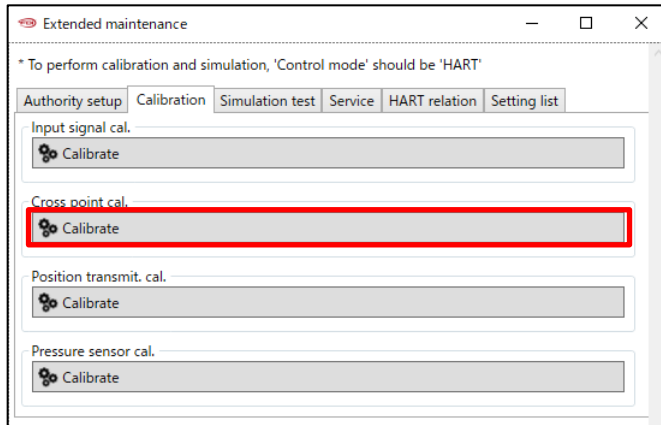 Extended maintenance
* To perform calibration and simulation, 'Control mode' should be 'HART'
Authority setup Calibration Simulation test Service HART relation Setting list
Input signal cal.
Calibrate
Cross point cal.
Calibrate
Position transmit. cal.
Calibrate
Pressure sensor cal.
Calibrate